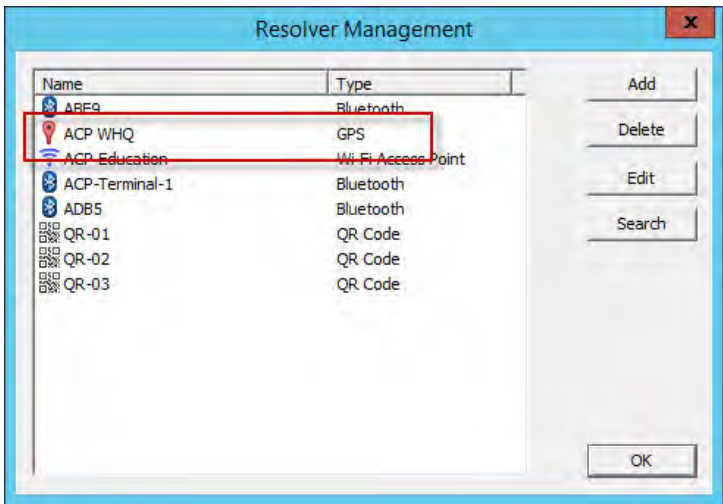 Resolver Management
x
Name Type
ABE9 Bluetooth
ACP WHQ GPS
ACP Education Wi-Fi Access Point
ACP-Terminal-1 Bluetooth
ADB5 Bluetooth
QR-01 QR Code
QR-02 QR Code
QR-03 QR Code
Add
Delete
Edit
Search
OK